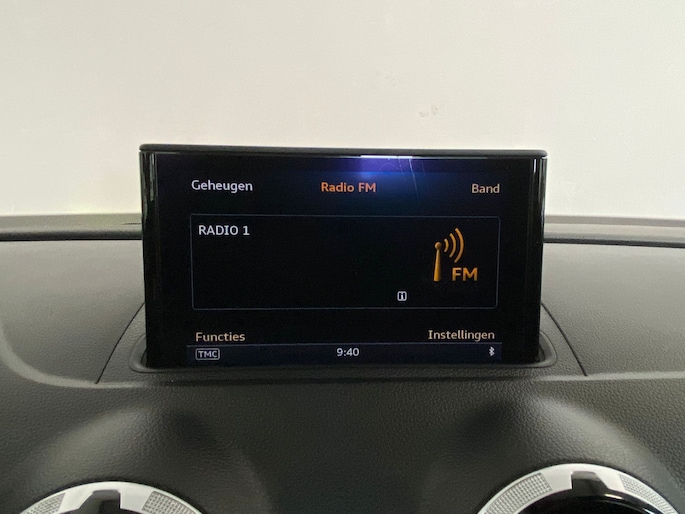 Geheugen Radio FM Band
RADIO 1
FM
i
Functies Instellingen
TMC 9:40